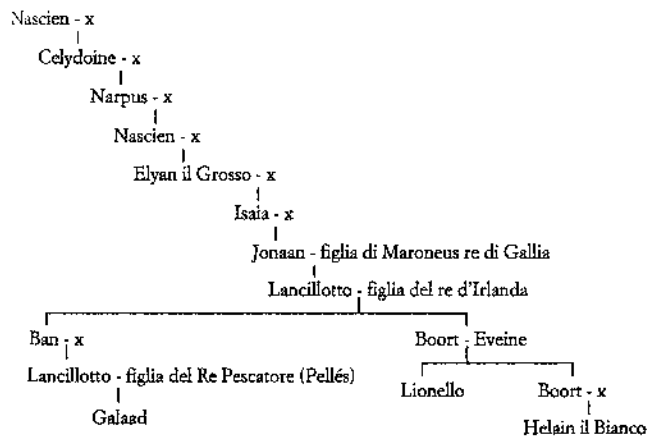 Nascien - x
Celydoine - x
Narpus - x
Nascien - x
Elyan il Grosso - x
Isaia - x
Jonaan - figlia di Maroneus re di Gallia
Lancillotto - figlia del re d'Irlanda
Ban - x
Boort - Eveine
Lancillotto - figlia del Re Pescatore (Pellés)
Lionello
Boort - x
Galaad
Helain il Bianco